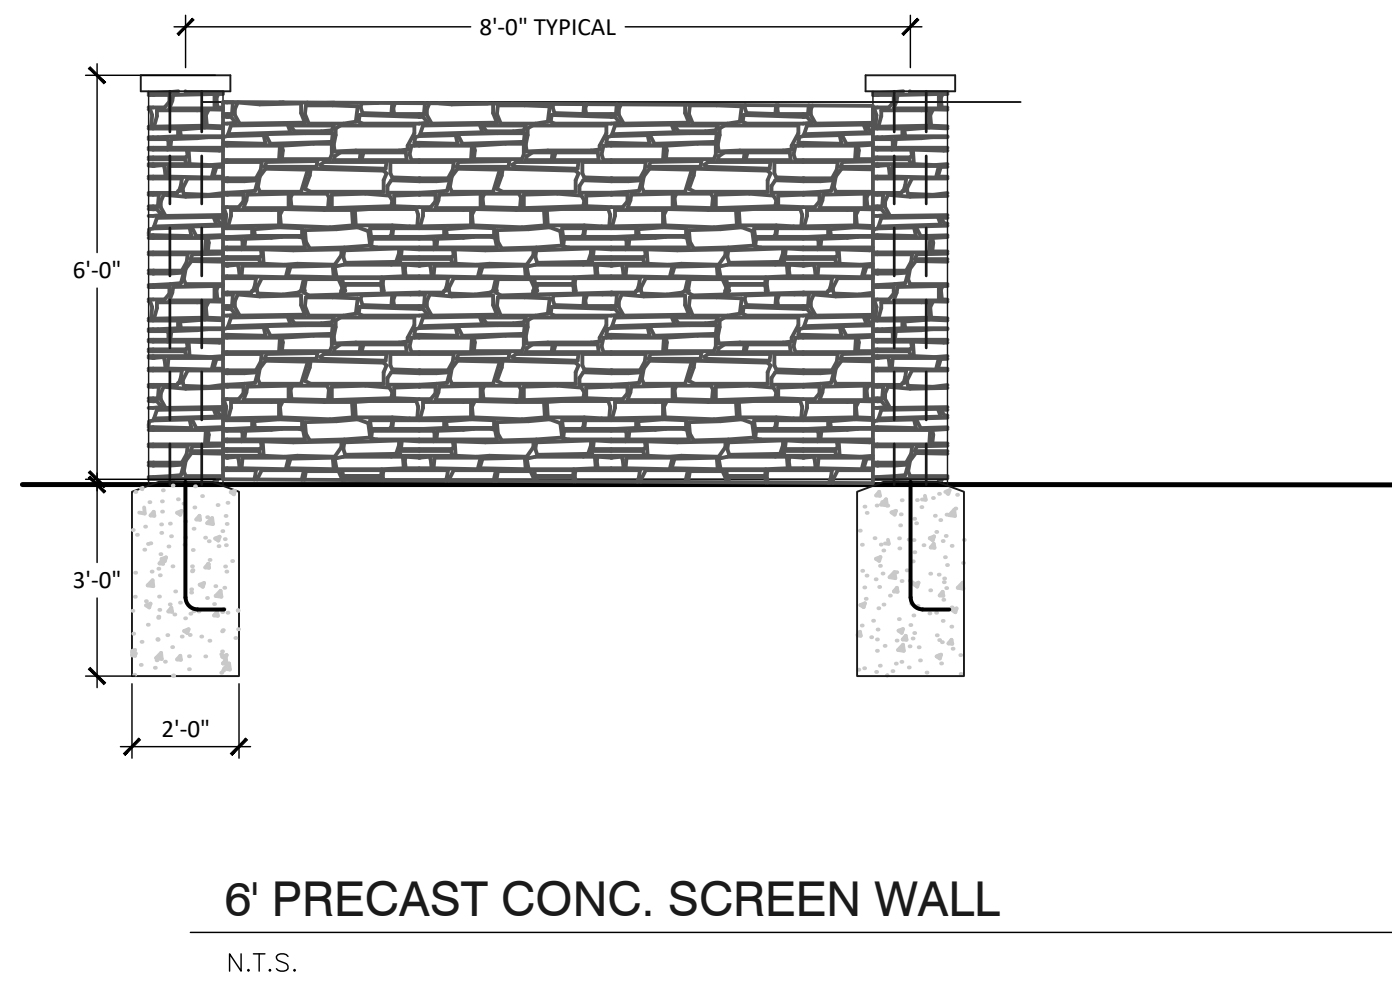 8'-0" TYPICAL
6'-0"
3'-0"
2'-0"
6' PRECAST CONC. SCREEN WALL
N.T.S.